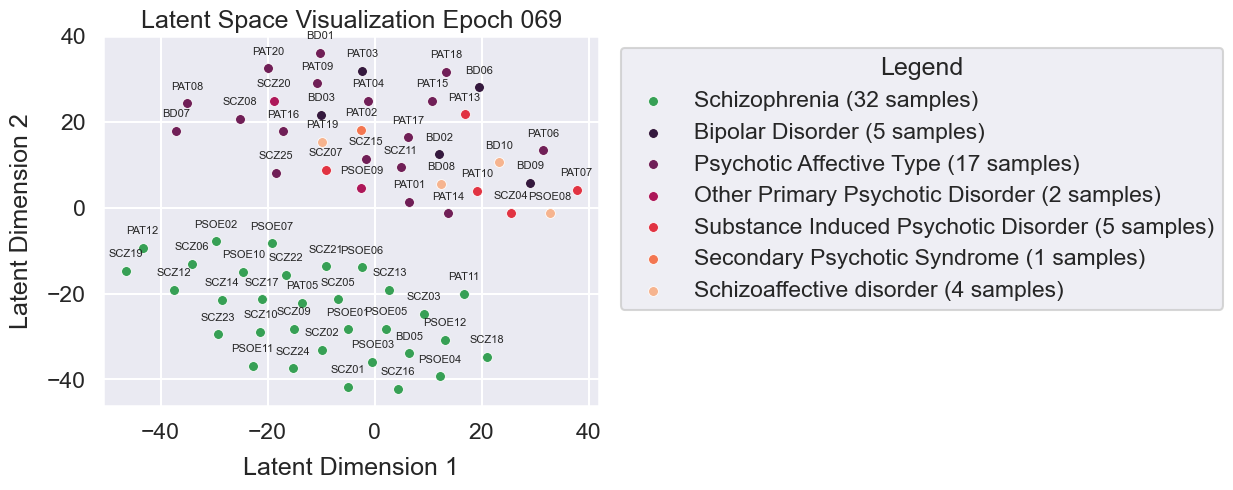 Latent Space Visualization Epoch 069
Latent Dimension 2
40
20
0
−20
−40
BD01
PAT20 PAT03 PAT18
PAT09 BD06
PAT08 SCZ20 PAT04 PAT15
SCZ08 BD03 PAT13
BD07 PAT16 PAT02
PAT19 PAT17
SCZ15 BD02 PAT06
SCZ25 SCZ07 SCZ11 BD10
PSOE09 BD08 BD09
PAT10 PAT07
PAT01 PAT14 SCZ04 PSOE08
PAT12 PSOE02 PSOE07
SCZ19 SCZ06 PSOE10 SCZ22 SCZ21 PSOE06
SCZ12 SCZ14 SCZ17 PAT05 SCZ05 SCZ13 PAT11
SCZ03
SCZ23 SCZ10 SCZ09 PSOE01 PSOE05 PSOE12
SCZ02 BD05 SCZ18
PSOE11 SCZ24 PSOE03 PSOE04
SCZ01 SCZ16
−40 −20 0 20 40
Latent Dimension 1
Legend
Schizophrenia (32 samples)
Bipolar Disorder (5 samples)
Psychotic Affective Type (17 samples)
Other Primary Psychotic Disorder (2 samples)
Substance Induced Psychotic Disorder (5 samples)
Secondary Psychotic Syndrome (1 samples)
Schizoaffective disorder (4 samples)